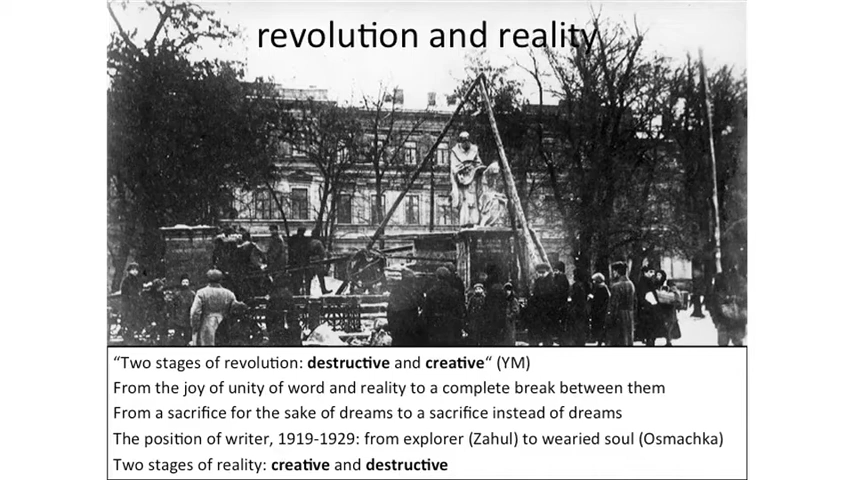 revolution and reality
“Two stages of revolution: destructive and creative“ (YM)
From the joy of unity of word and reality to a complete break between them
From a sacrifice for the sake of dreams to a sacrifice instead of dreams
The position of writer, 1919-1929: from explorer (Zahul) to wearied soul (Osmachka)
Two stages of reality: creative and destructive